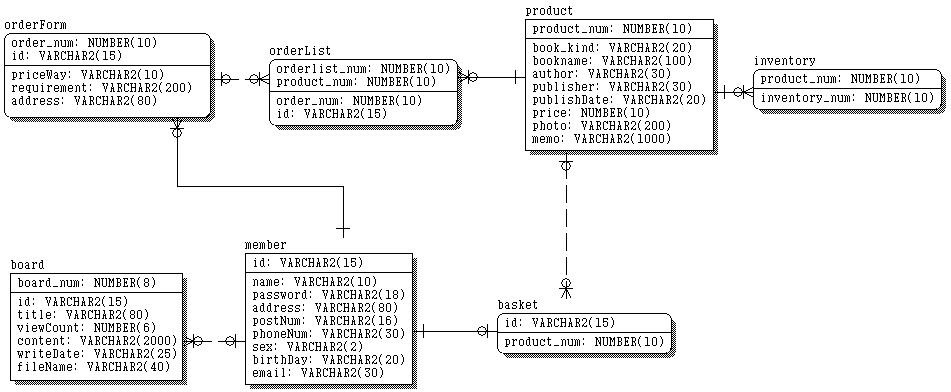 orderForm
order_num: NUMBER(10)
id: VARCHAR2(15)
priceWay: VARCHAR2(10)
requirement: VARCHAR2(200)
address: VARCHAR2(80)
orderList
orderlist_num: NUMBER(10)
product_num: NUMBER(10)
order_num: NUMBER(10)
id: VARCHAR2(15)
product
product_num: NUMBER(10)
book_kind: VARCHAR2(20)
bookname: VARCHAR2(100)
author: VARCHAR2(30)
publisher: VARCHAR2(30)
publishDate: VARCHAR2(20)
price: NUMBER(10)
photo: VARCHAR2(200)
memo: VARCHAR2(1000)
inventory
product_num: NUMBER(10)
inventory_num: NUMBER(10)
board
board_num: NUMBER(8)
id: VARCHAR2(15)
title: VARCHAR2(80)
viewCount: NUMBER(6)
content: VARCHAR2(2000)
writeDate: VARCHAR2(25)
fileName: VARCHAR2(40)
member
id: VARCHAR2(15)
name: VARCHAR2(10)
password: VARCHAR2(18)
address: VARCHAR2(80)
postNum: VARCHAR2(16)
phoneNum: VARCHAR2(30)
sex: VARCHAR2(2)
birthDay: VARCHAR2(20)
email: VARCHAR2(30)
basket
id: VARCHAR2(15)
product_num: NUMBER(10)